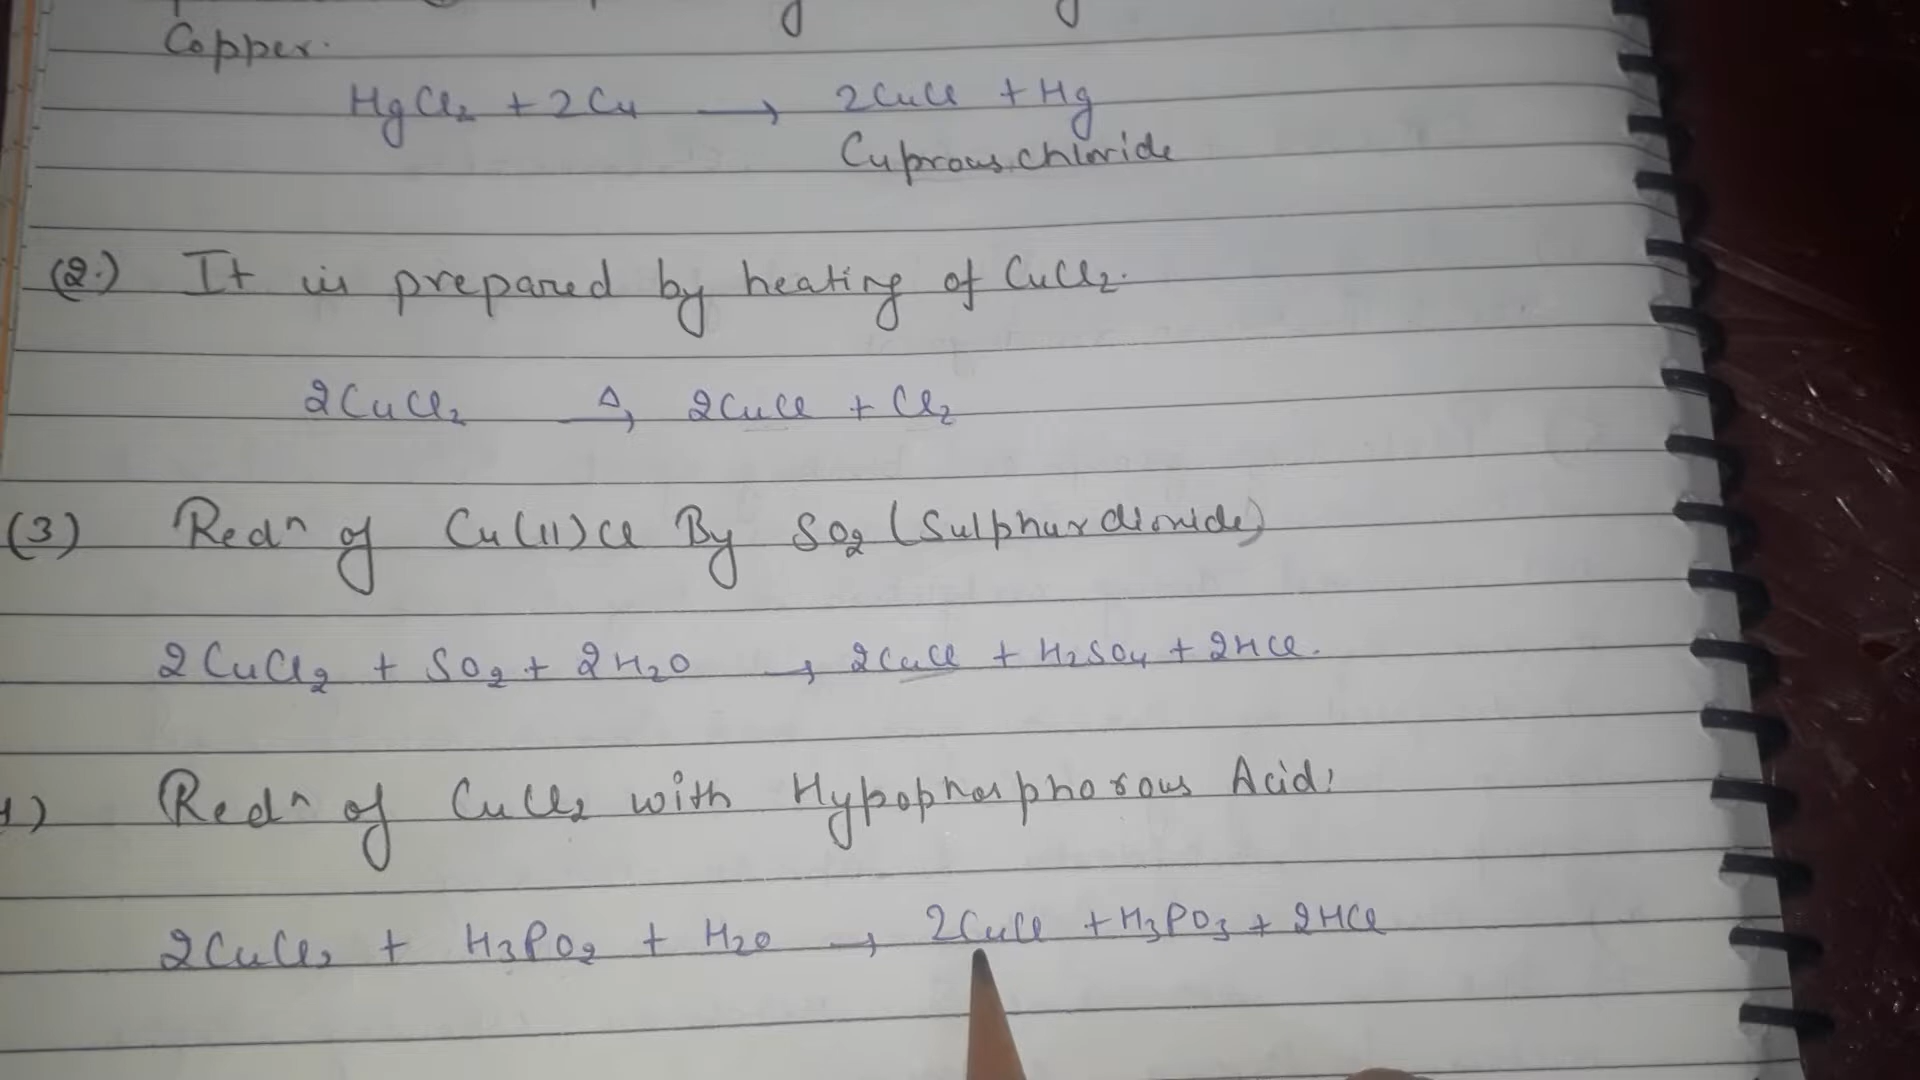 Copper.
HgCl₂ + 2Cu → 2CuCl + Hg
Cuprous chloride
(2.) It is prepared by heating of CuCl₂.
2CuCl₂ Δ→ 2CuCl + Cl₂
(3) Redⁿ of Cu(II)Cl By SO₂ (Sulphur dioxide)
2CuCl₂ + SO₂ + 2H₂O → 2CuCl + H₂SO₄ + 2HCl.
Redⁿ of CuCl₂ with Hypophosphorous Acid:
2CuCl₂ + H₃PO₂ + H₂O → 2CuCl + H₃PO₃ + 2HCl